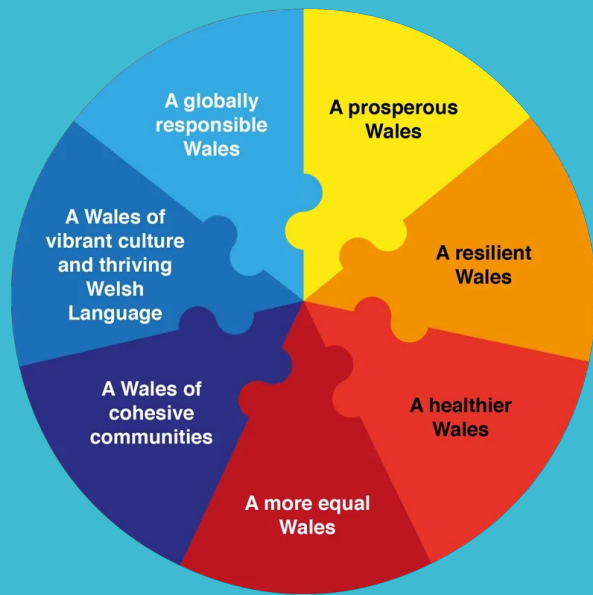 A globally
responsible
Wales
A prosperous
Wales
A resilient
Wales
A healthier
Wales
A more equal
Wales
A Wales of
cohesive
communities
A Wales of
vibrant culture
and thriving
Welsh
Language